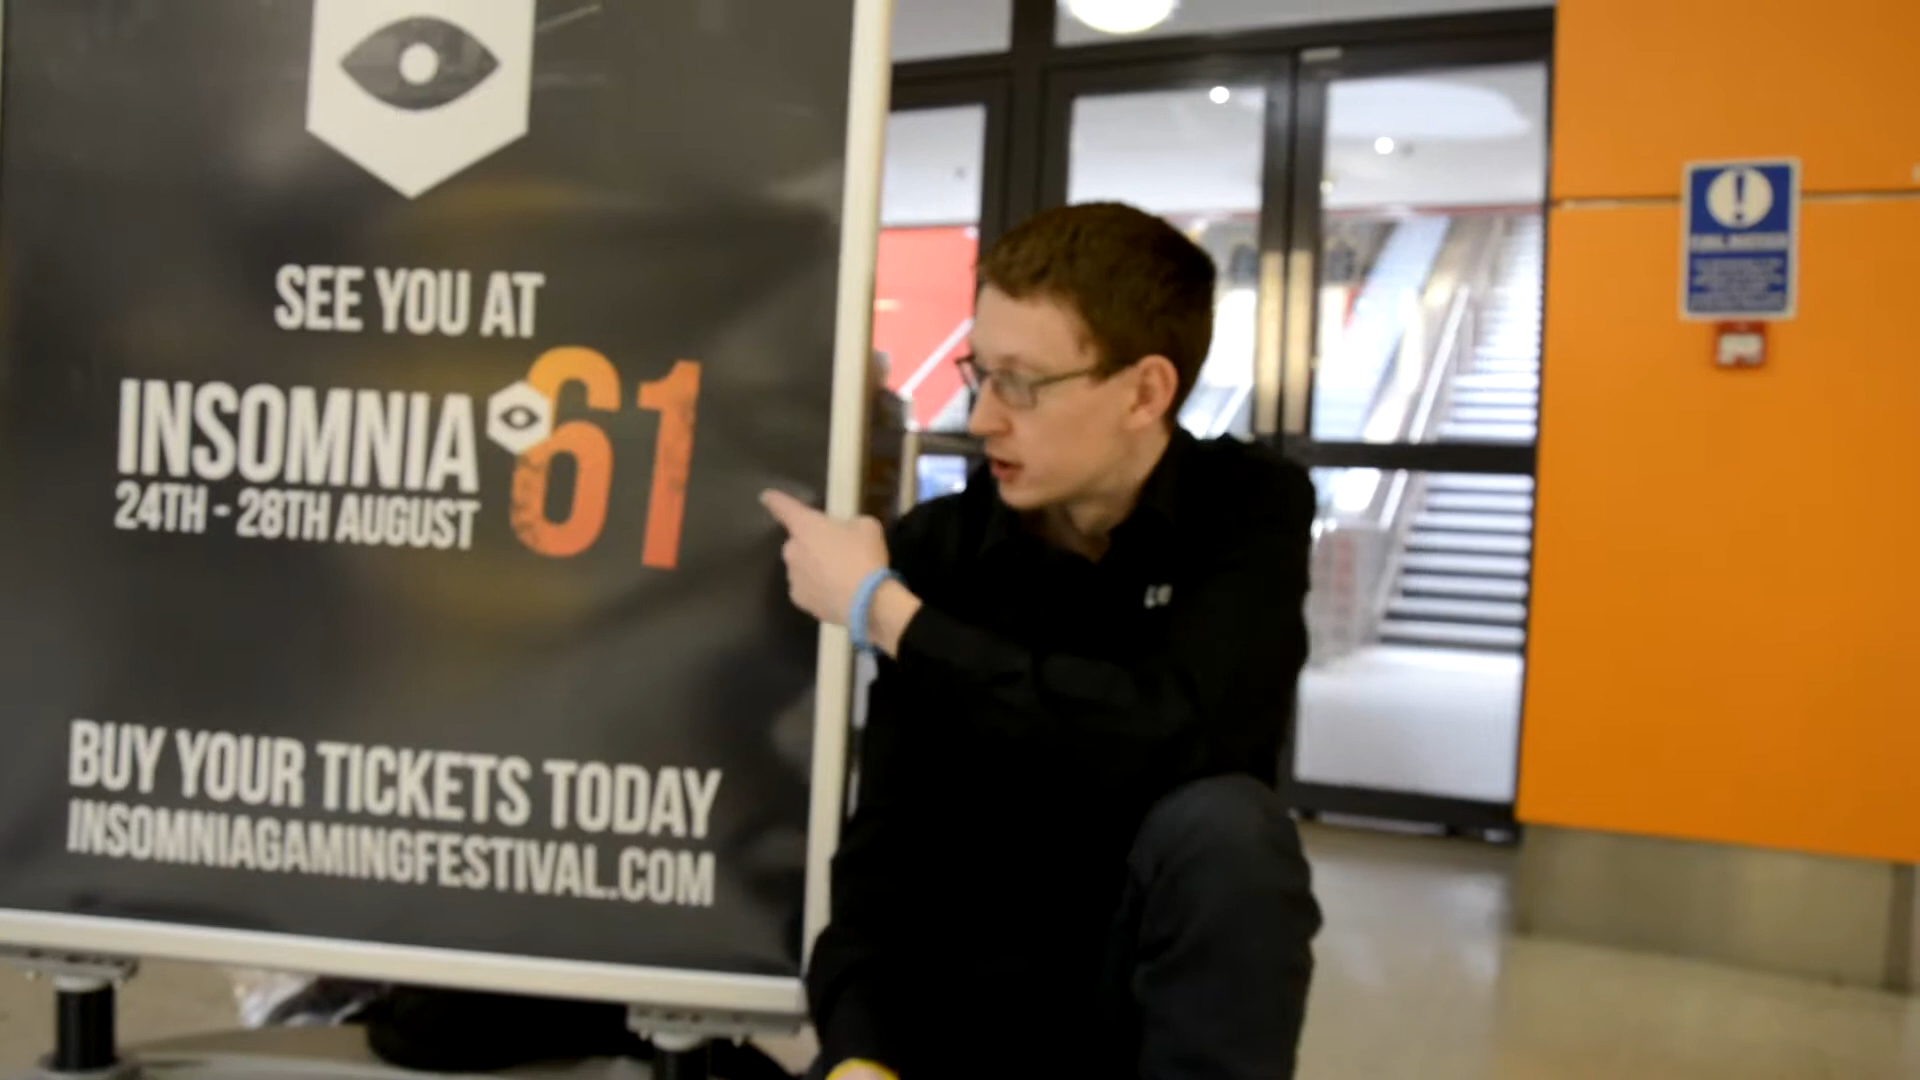 SEE YOU AT
INSOMNIA 61
24TH - 28TH AUGUST
BUY YOUR TICKETS TODAY
INSOMNIAGAMINGFESTIVAL.COM